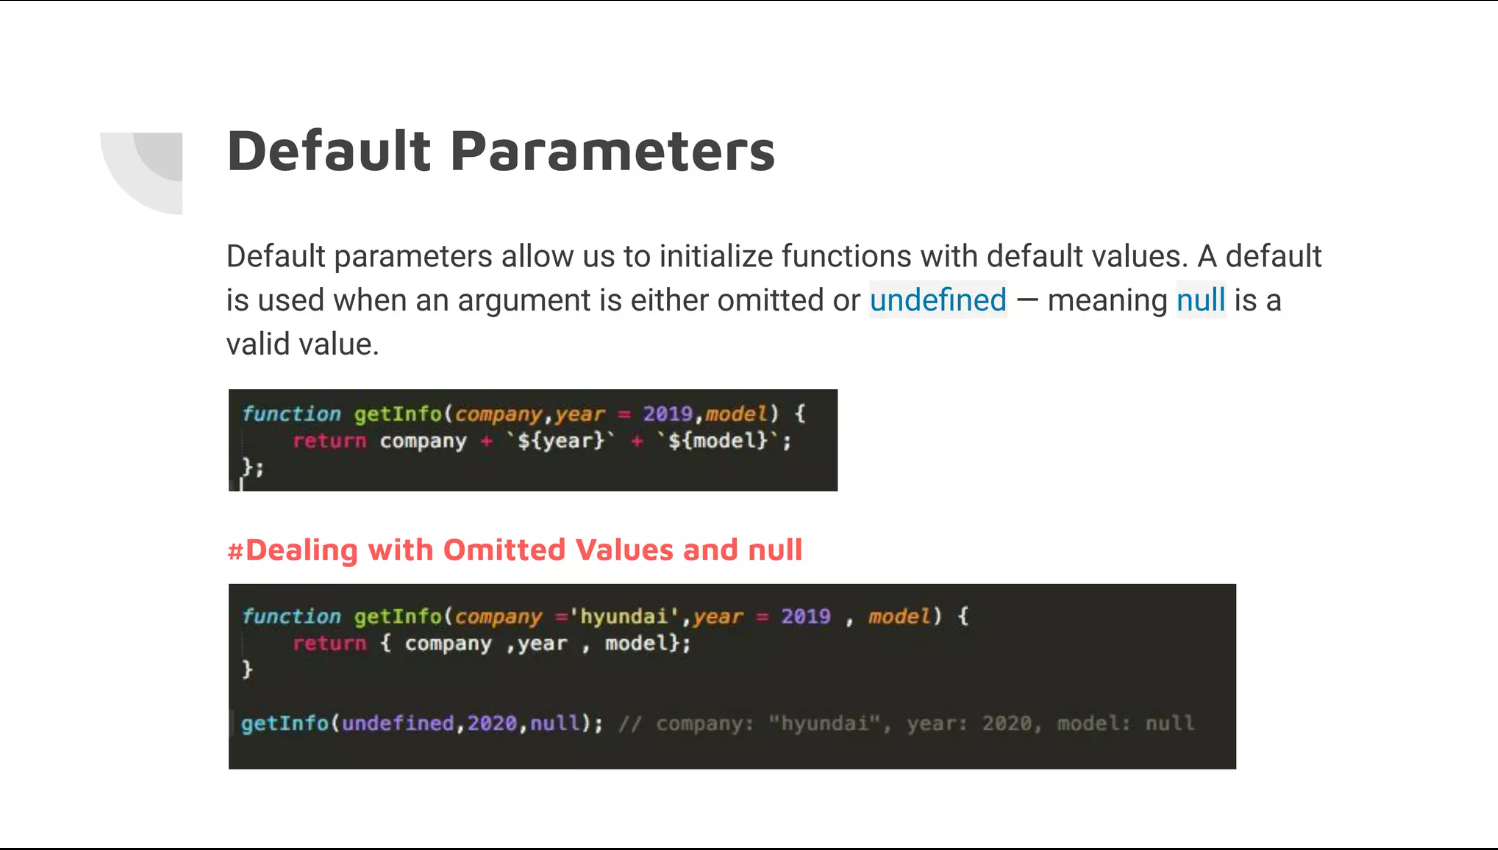 Default Parameters
Default parameters allow us to initialize functions with default values. A default
is used when an argument is either omitted or undefined — meaning null is a
valid value.
function getInfo(company,year = 2019,model) {
return company + `${year}` + `${model}`;
};
#Dealing with Omitted Values and null
function getInfo(company ='hyundai',year = 2019 , model) {
return { company ,year , model};
}
getInfo(undefined,2020,null); // company: "hyundai", year: 2020, model: null